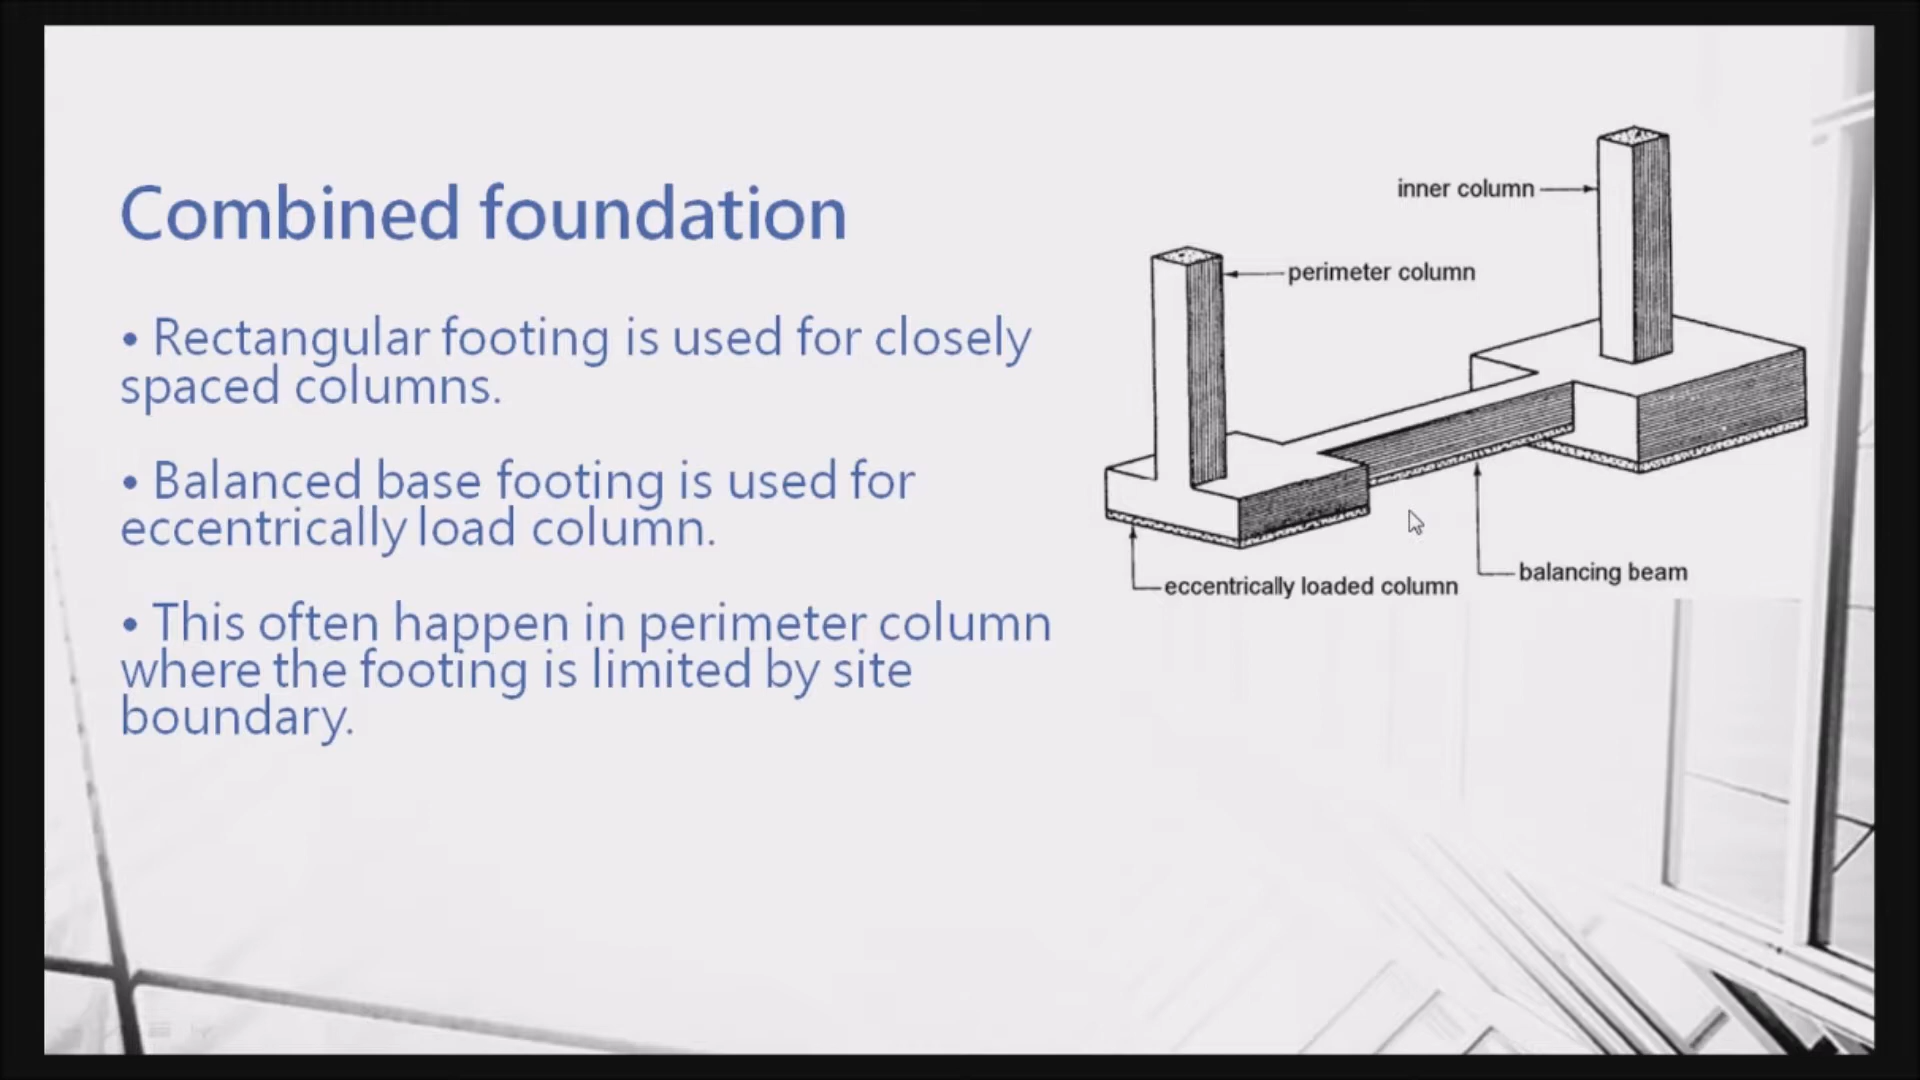 Combined foundation
• Rectangular footing is used for closely
spaced columns.
• Balanced base footing is used for
eccentrically load column.
• This often happen in perimeter column
where the footing is limited by site
boundary.
inner column
perimeter column
eccentrically loaded column
balancing beam